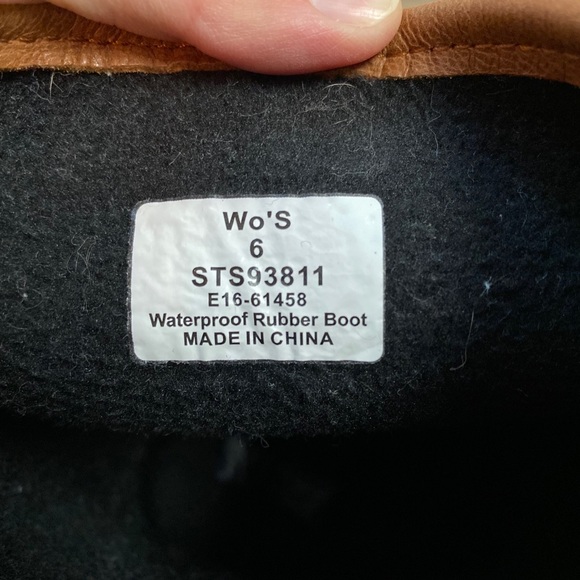 Wo'S
6
STS93811
E16-61458
Waterproof Rubber Boot
MADE IN CHINA